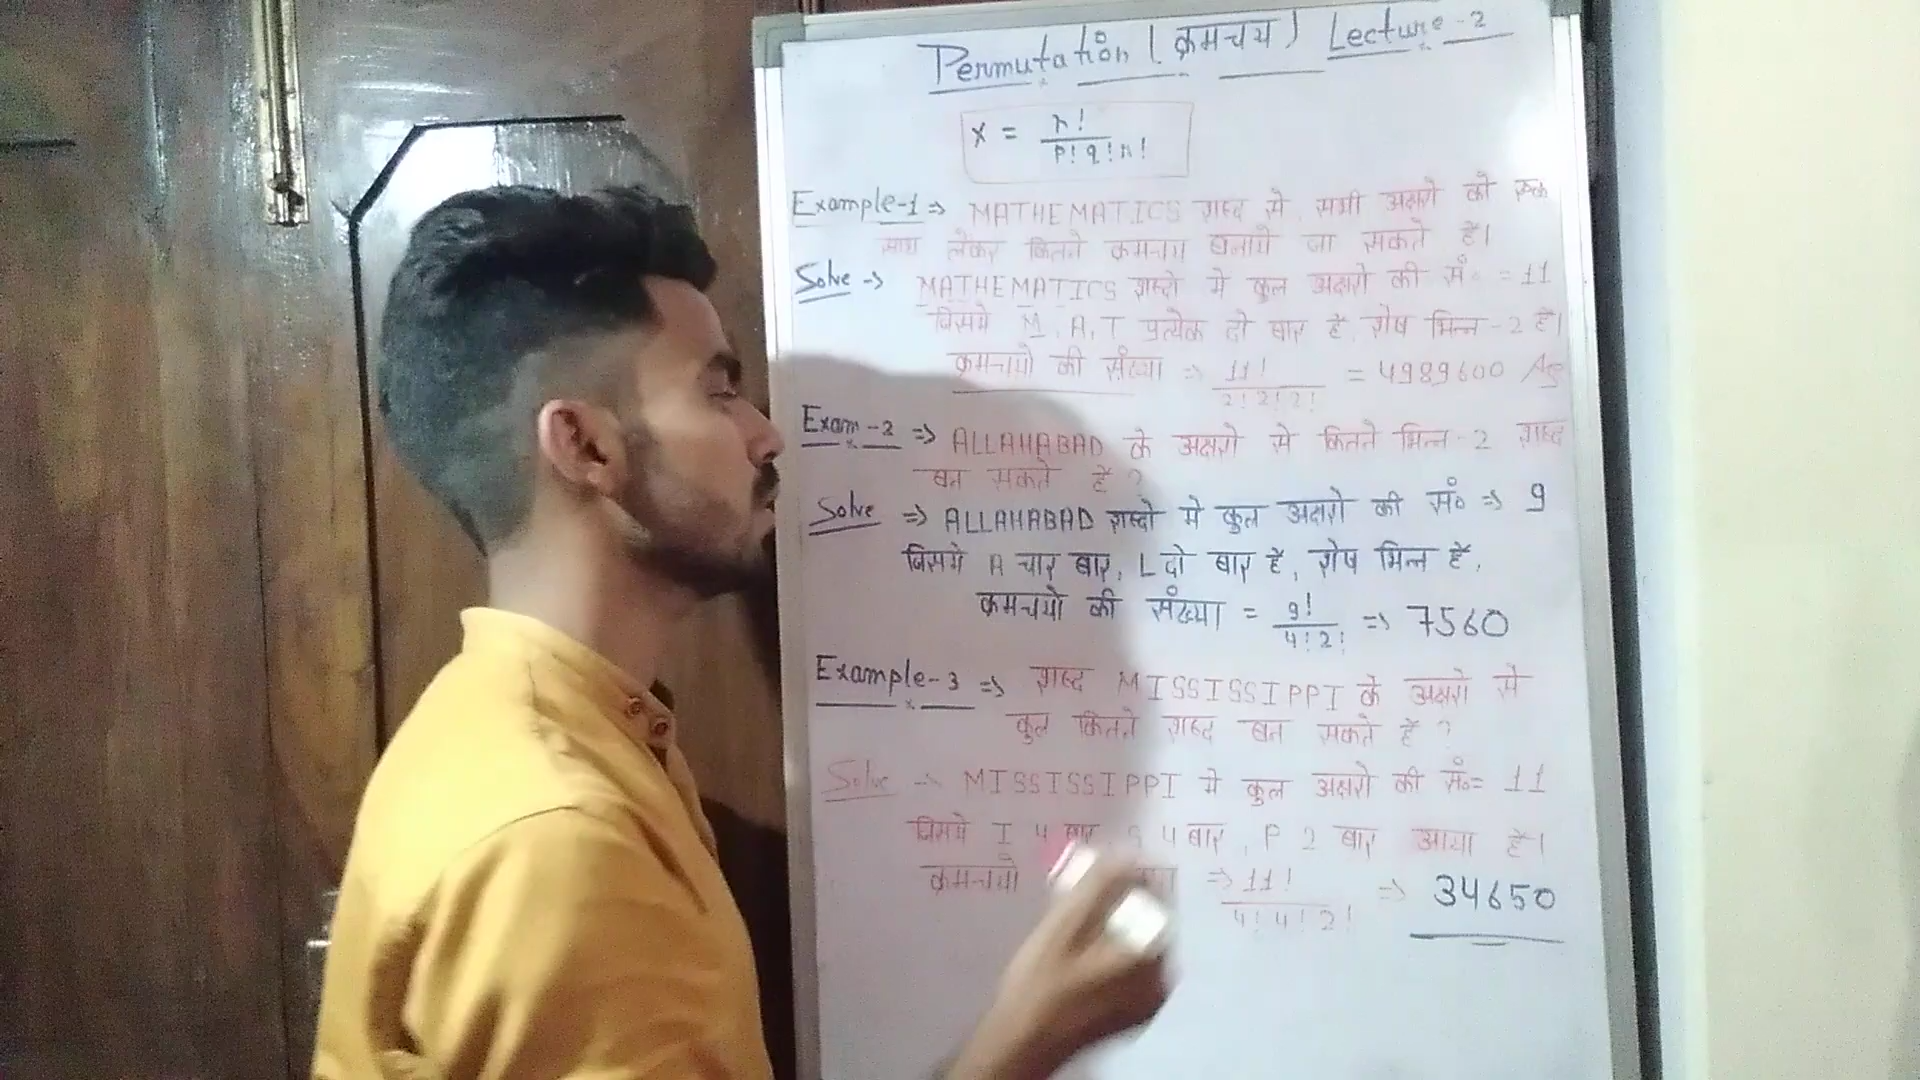 Permutation (क्रमचय) Lecture-2
x = n! / p! q! r!
Example-1 ⇒ MATHEMATICS शब्द मे सभी अक्षरो को एक
साथ लेकर कितने क्रमचय बनाये जा सकते है।
Solve → MATHEMATICS शब्दो मे कुल अक्षरो की सं० = 11
जिसमे M, A, T प्रत्येक दो बार है, शेष भिन्न-2 है।
क्रमचयो की संख्या ⇒ 11! / 2! 2! 2! = 4989600 Ag
Exam-2 ⇒ ALLAHABAD के अक्षरो से कितने भिन्न-2 शब्द
बन सकते है ?
Solve ⇒ ALLAHABAD शब्दो मे कुल अक्षरो की सं० ⇒ 9
जिसमे A चार बार, L दो बार है, शेष भिन्न है,
क्रमचयो की संख्या = 9! / 4! 2! ⇒ 7560
Example-3 ⇒ शब्द MISSISSIPPI के अक्षरो से
कुल कितने शब्द बन सकते है ?
Solve → MISSISSIPPI मे कुल अक्षरो की सं०= 11
जिसमे I 4 बार, S 4 बार, P 2 बार आया है।
क्रमचयो ⇒ 11! / 4! 4! 2! ⇒ 34650